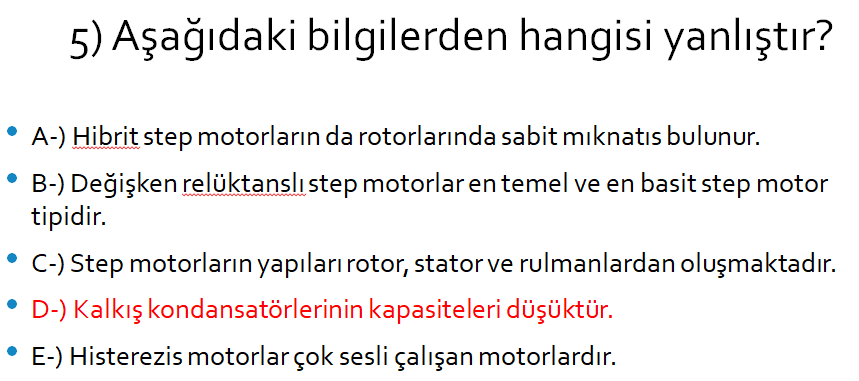 5) Aşağıdaki bilgilerden hangisi yanlıştır?
• A-) Hibrit step motorların da rotorlarında sabit mıknatıs bulunur.
• B-) Değişken relüktanslı step motorlar en temel ve en basit step motor
tipidir.
• C-) Step motorların yapıları rotor, stator ve rulmanlardan oluşmaktadır.
• D-) Kalkış kondansatörlerinin kapasiteleri düşüktür.
• E-) Histerezis motorlar çok sesli çalışan motorlardır.